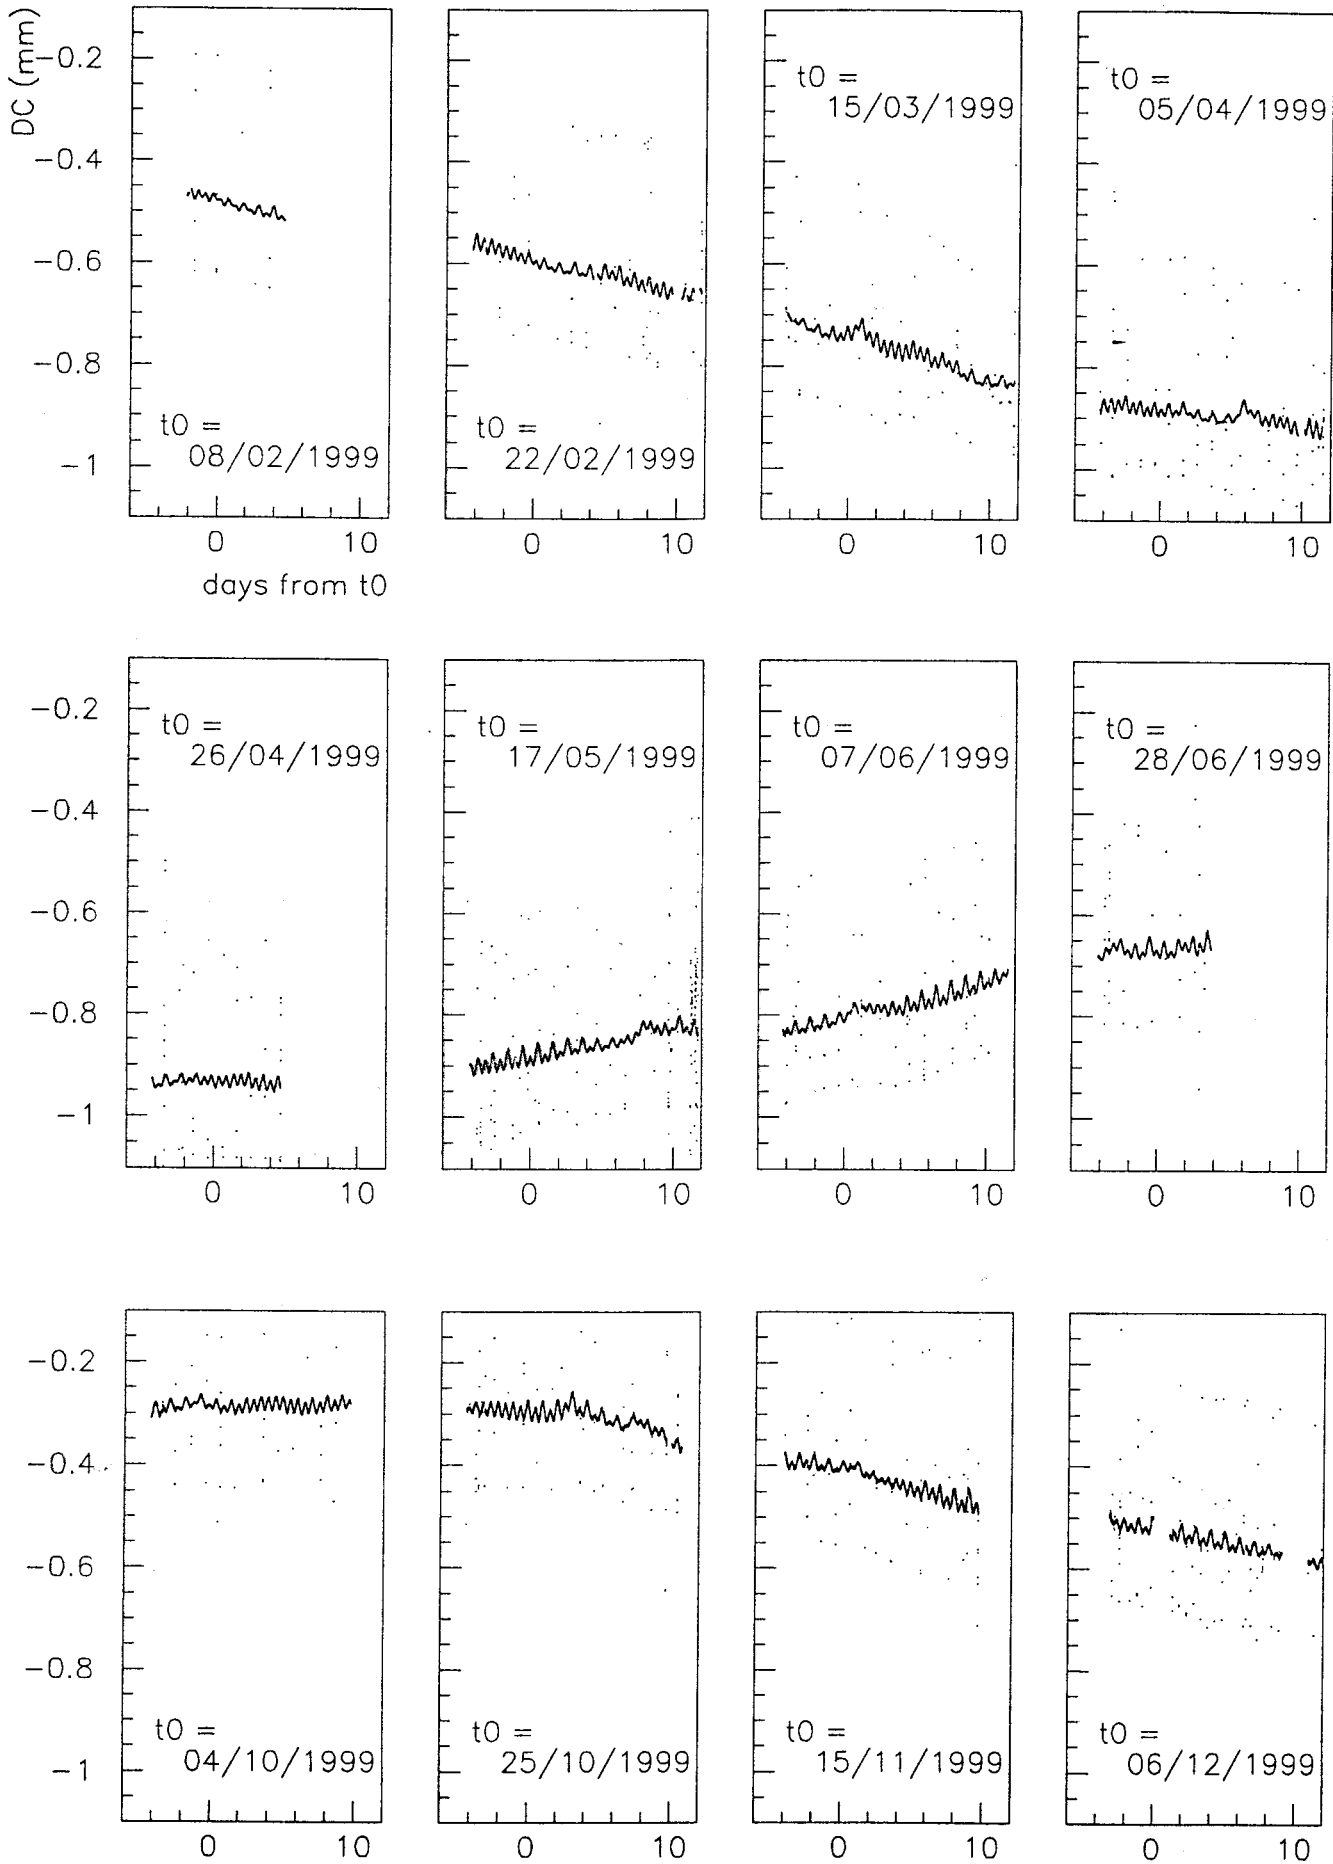 DC (mm)
-0.2
-0.4
-0.6
-0.8
-1
t0 =
08/02/1999
t0 =
22/02/1999
t0 =
15/03/1999
t0 =
05/04/1999
0 10
0 10
0 10
0 10
days from t0
-0.2
-0.4
-0.6
-0.8
-1
t0 =
26/04/1999
t0 =
17/05/1999
t0 =
07/06/1999
t0 =
28/06/1999
0 10
0 10
0 10
0 10
-0.2
-0.4
-0.6
-0.8
-1
t0 =
04/10/1999
t0 =
25/10/1999
t0 =
15/11/1999
t0 =
06/12/1999
0 10
0 10
0 10
0 10